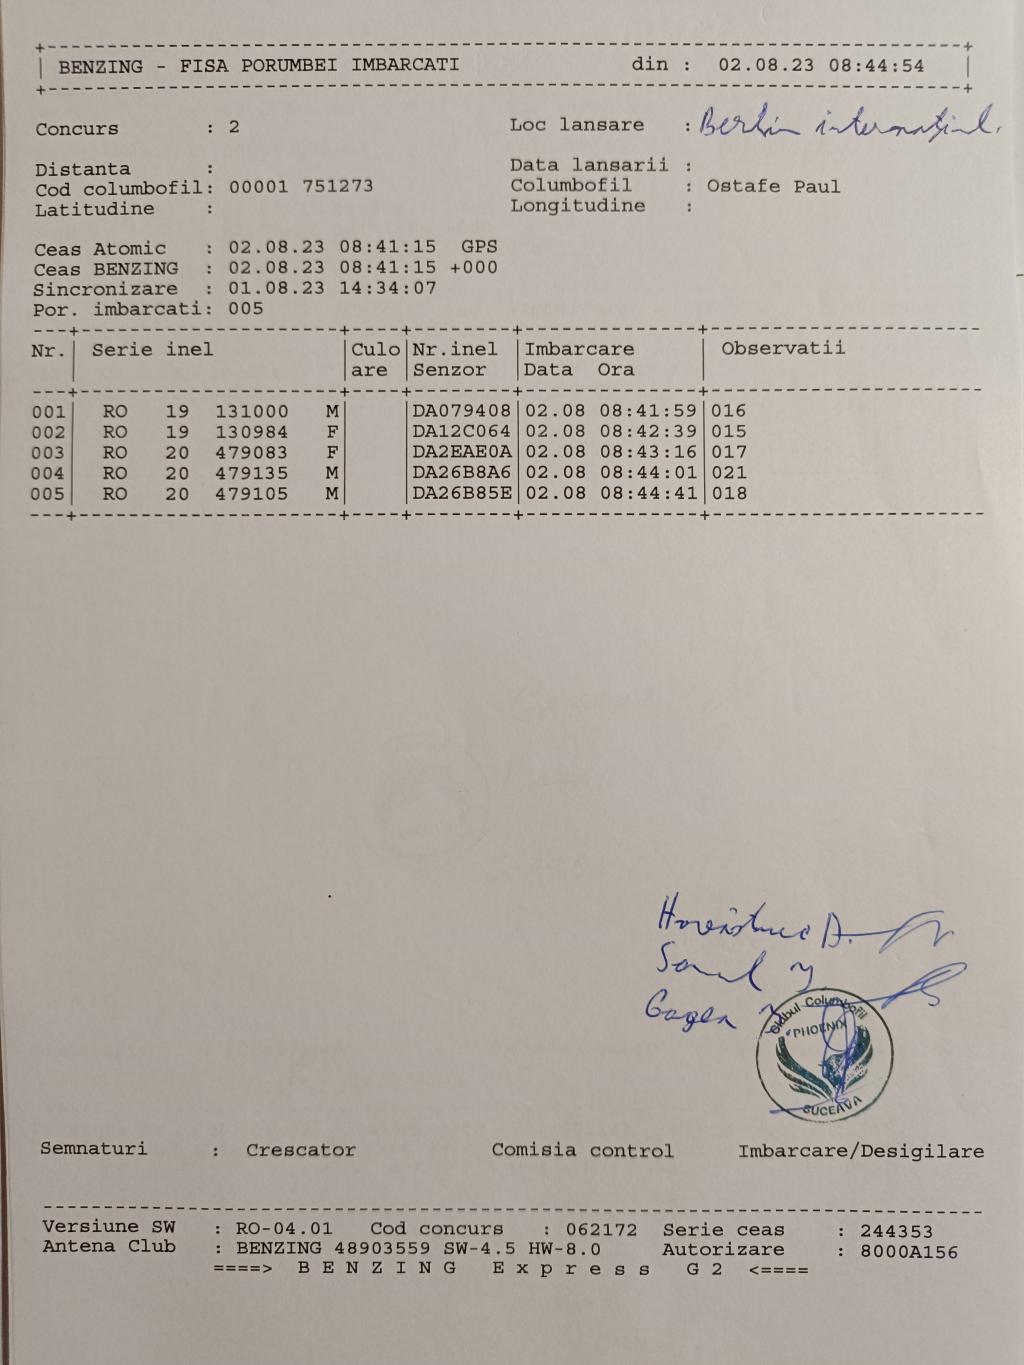 BENZING - FISA PORUMBEI IMBARCATI din : 02.08.23 08:44:54
Concurs : 2 Loc lansare : Berlin
Distanta : Data lansarii :
Cod columbofil: 00001 751273 Columbofil : Ostafe Paul
Latitudine : Longitudine :
Ceas Atomic : 02.08.23 08:41:15 GPS
Ceas BENZING : 02.08.23 08:41:15 +000
Sincronizare : 01.08.23 14:34:07
Por. imbarcati: 005
Nr. Serie inel Culo Nr.inel Imbarcare Observatii
are Senzor Data Ora
001 RO 19 131000 M DA079408 02.08 08:41:59 016
002 RO 19 130984 F DA12C064 02.08 08:42:39 015
003 RO 20 479083 F DA2EAE0A 02.08 08:43:16 017
004 RO 20 479135 M DA26B8A6 02.08 08:44:01 021
005 RO 20 479105 M DA26B85E 02.08 08:44:41 018
Clubul Columbofil
PHOENIX
SUCEAVA
Semnaturi : Crescator Comisia control Imbarcare/Desigilare
Versiune SW : RO-04.01 Cod concurs : 062172 Serie ceas : 244353
Antena Club : BENZING 48903559 SW-4.5 HW-8.0 Autorizare : 8000A156
====> B E N Z I N G E x p r e s s G 2 <====